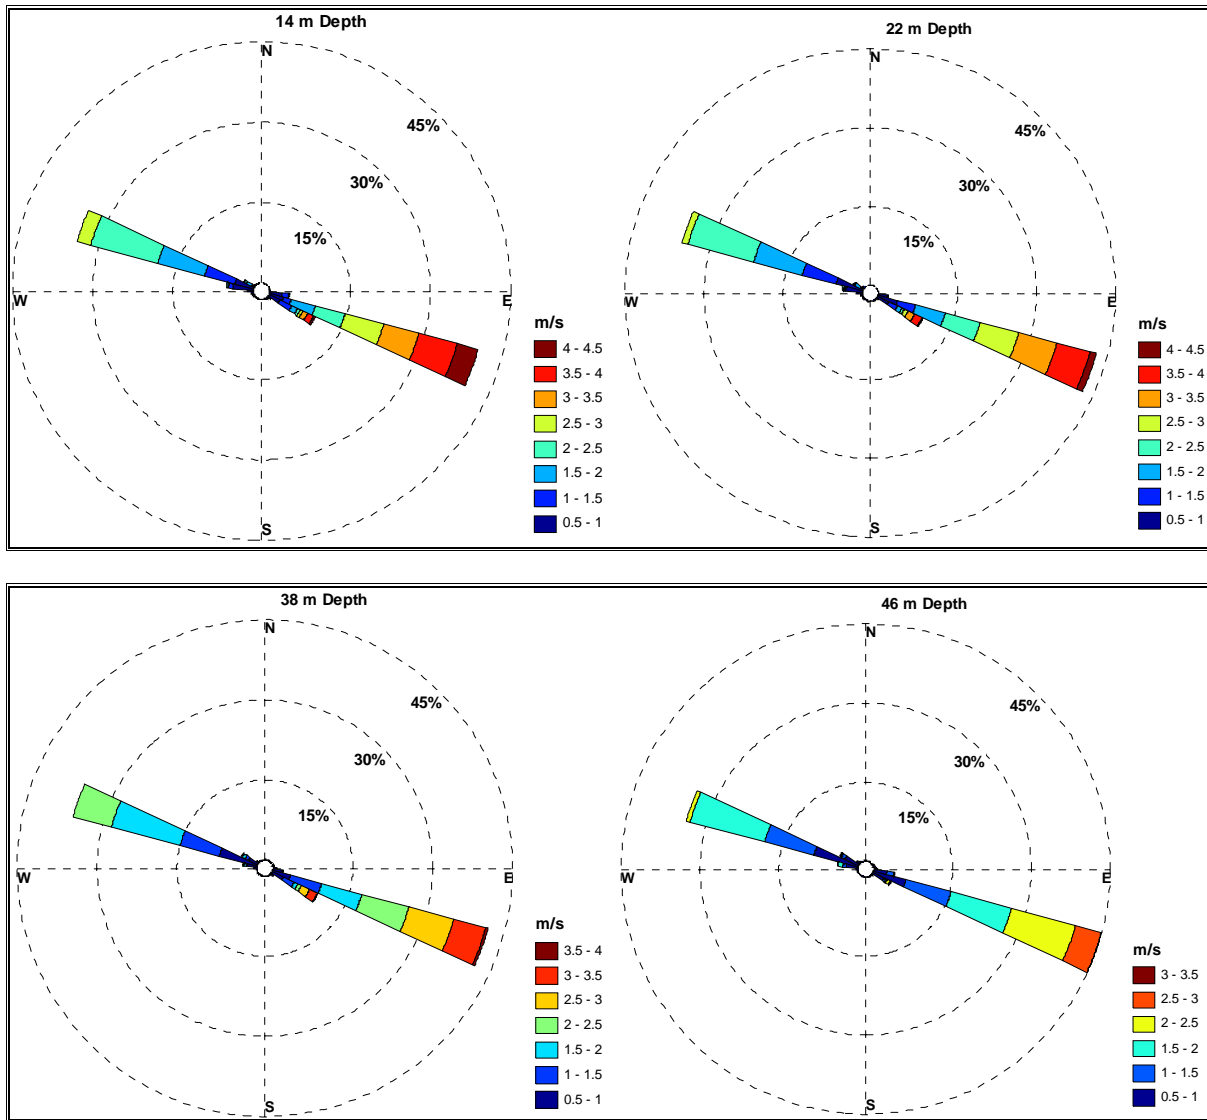 14 m Depth
N
45%
30%
15%
W
E
S
m/s
4 - 4.5
3.5 - 4
3 - 3.5
2.5 - 3
2 - 2.5
1.5 - 2
1 - 1.5
0.5 - 1
22 m Depth
N
45%
30%
15%
W
E
S
m/s
4 - 4.5
3.5 - 4
3 - 3.5
2.5 - 3
2 - 2.5
1.5 - 2
1 - 1.5
0.5 - 1
38 m Depth
N
45%
30%
15%
W
E
S
m/s
3.5 - 4
3 - 3.5
2.5 - 3
2 - 2.5
1.5 - 2
1 - 1.5
0.5 - 1
46 m Depth
N
45%
30%
15%
W
E
S
m/s
3 - 3.5
2.5 - 3
2 - 2.5
1.5 - 2
1 - 1.5
0.5 - 1